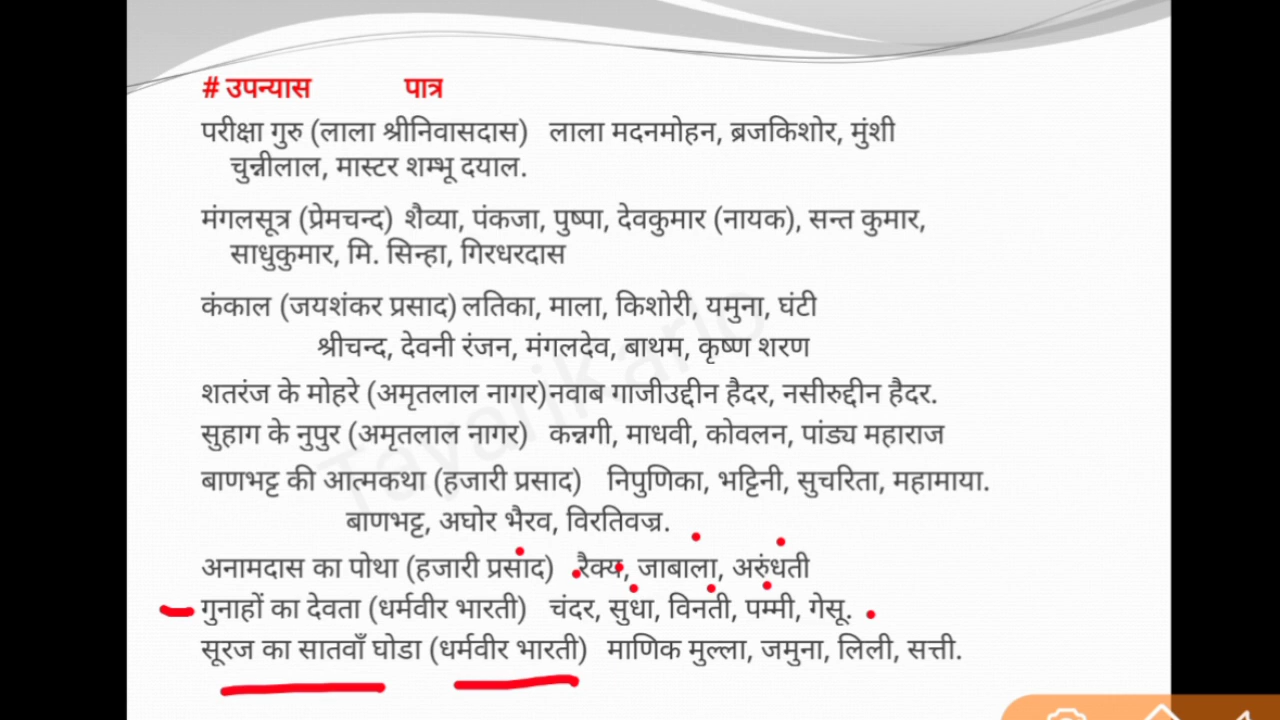 # उपन्यास पात्र
परीक्षा गुरु (लाला श्रीनिवासदास) लाला मदनमोहन, ब्रजकिशोर, मुंशी
चुन्नीलाल, मास्टर शम्भू दयाल.
मंगलसूत्र (प्रेमचन्द) शैव्या, पंकजा, पुष्पा, देवकुमार (नायक), सन्त कुमार,
साधुकुमार, मि. सिन्हा, गिरधरदास
कंकाल (जयशंकर प्रसाद) लतिका, माला, किशोरी, यमुना, घंटी
श्रीचन्द, देवनी रंजन, मंगलदेव, बाथम, कृष्ण शरण
शतरंज के मोहरे (अमृतलाल नागर)नवाब गाजीउद्दीन हैदर, नसीरुद्दीन हैदर.
सुहाग के नुपुर (अमृतलाल नागर) कन्नगी, माधवी, कोवलन, पांड्य महाराज
बाणभट्ट की आत्मकथा (हजारी प्रसाद) निपुणिका, भट्टिनी, सुचरिता, महामाया.
बाणभट्ट, अघोर भैरव, विरतिवज्र.
अनामदास का पोथा (हजारी प्रसाद) रैक्य, जाबाला, अरुंधती
गुनाहों का देवता (धर्मवीर भारती) चंदर, सुधा, विनती, पम्मी, गेसू.
सूरज का सातवाँ घोडा (धर्मवीर भारती) माणिक मुल्ला, जमुना, लिली, सत्ती.